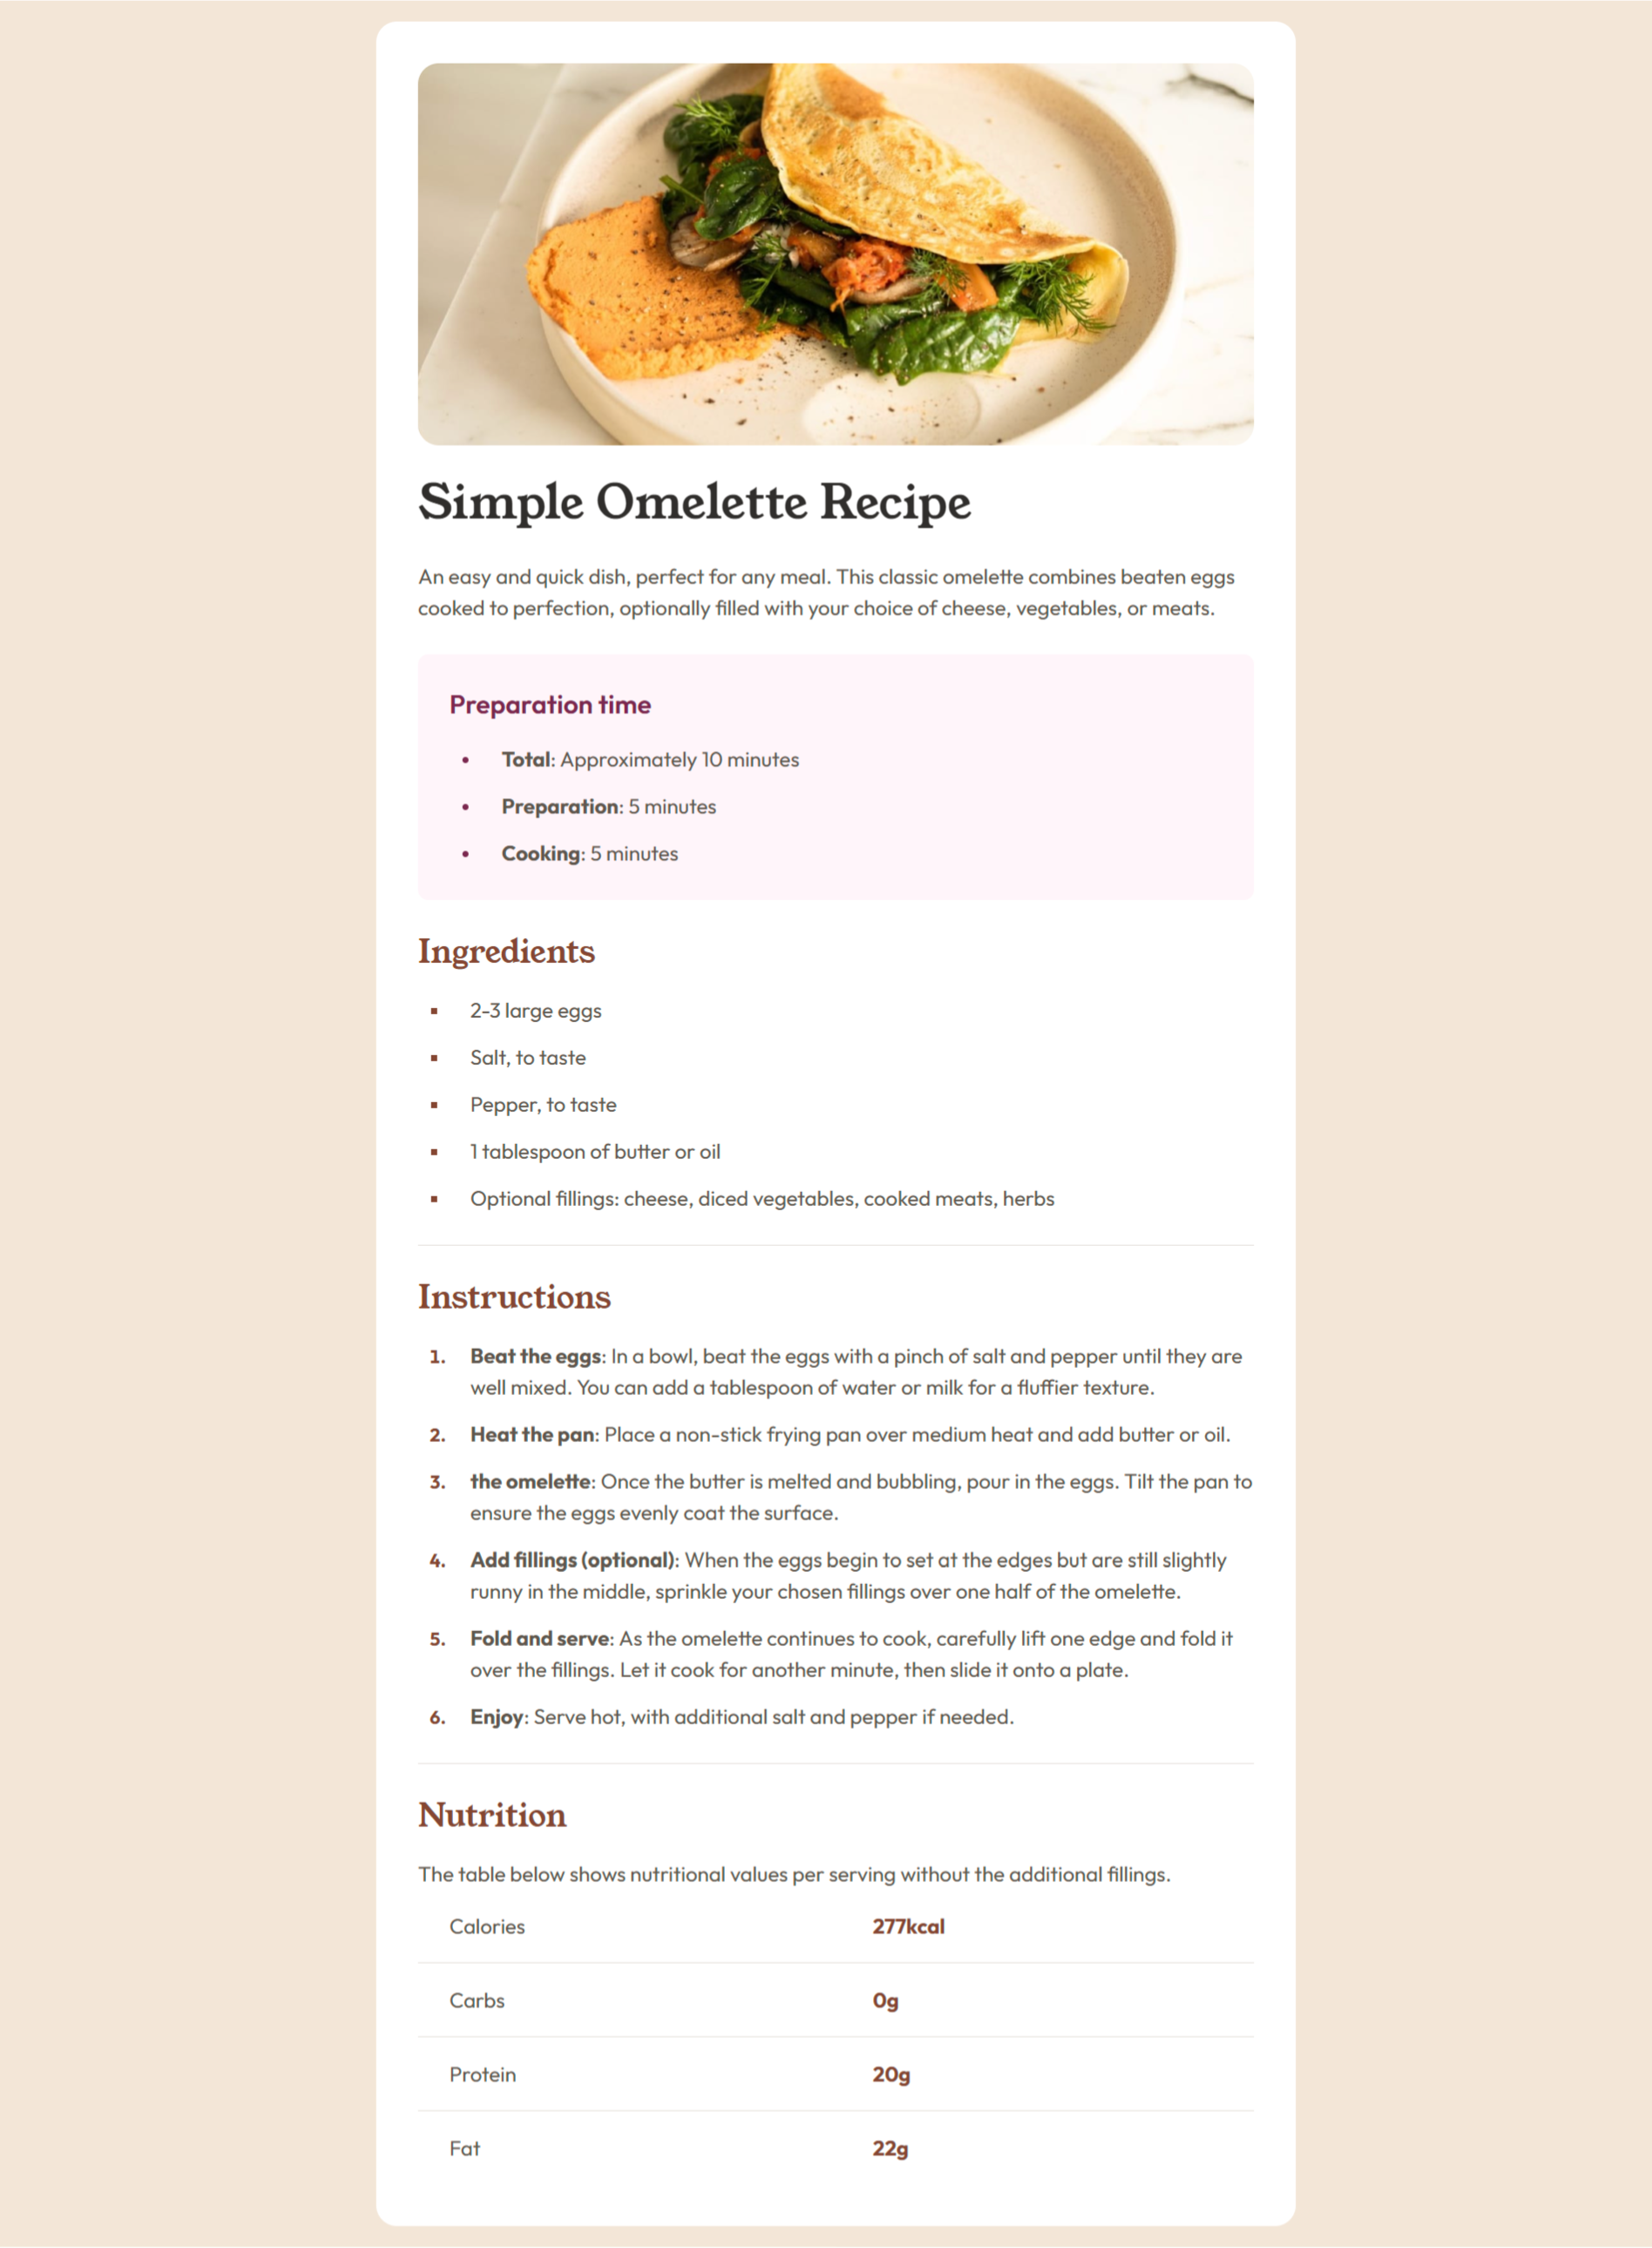 Simple Omelette Recipe
An easy and quick dish, perfect for any meal. This classic omelette combines beaten eggs
cooked to perfection, optionally filled with your choice of cheese, vegetables, or meats.
Preparation time
• Total: Approximately 10 minutes
• Preparation: 5 minutes
• Cooking: 5 minutes
Ingredients
▪ 2-3 large eggs
▪ Salt, to taste
▪ Pepper, to taste
▪ 1 tablespoon of butter or oil
▪ Optional fillings: cheese, diced vegetables, cooked meats, herbs
Instructions
1. Beat the eggs: In a bowl, beat the eggs with a pinch of salt and pepper until they are
well mixed. You can add a tablespoon of water or milk for a fluffier texture.
2. Heat the pan: Place a non-stick frying pan over medium heat and add butter or oil.
3. the omelette: Once the butter is melted and bubbling, pour in the eggs. Tilt the pan to
ensure the eggs evenly coat the surface.
4. Add fillings (optional): When the eggs begin to set at the edges but are still slightly
runny in the middle, sprinkle your chosen fillings over one half of the omelette.
5. Fold and serve: As the omelette continues to cook, carefully lift one edge and fold it
over the fillings. Let it cook for another minute, then slide it onto a plate.
6. Enjoy: Serve hot, with additional salt and pepper if needed.
Nutrition
The table below shows nutritional values per serving without the additional fillings.
Calories 277kcal
Carbs 0g
Protein 20g
Fat 22g